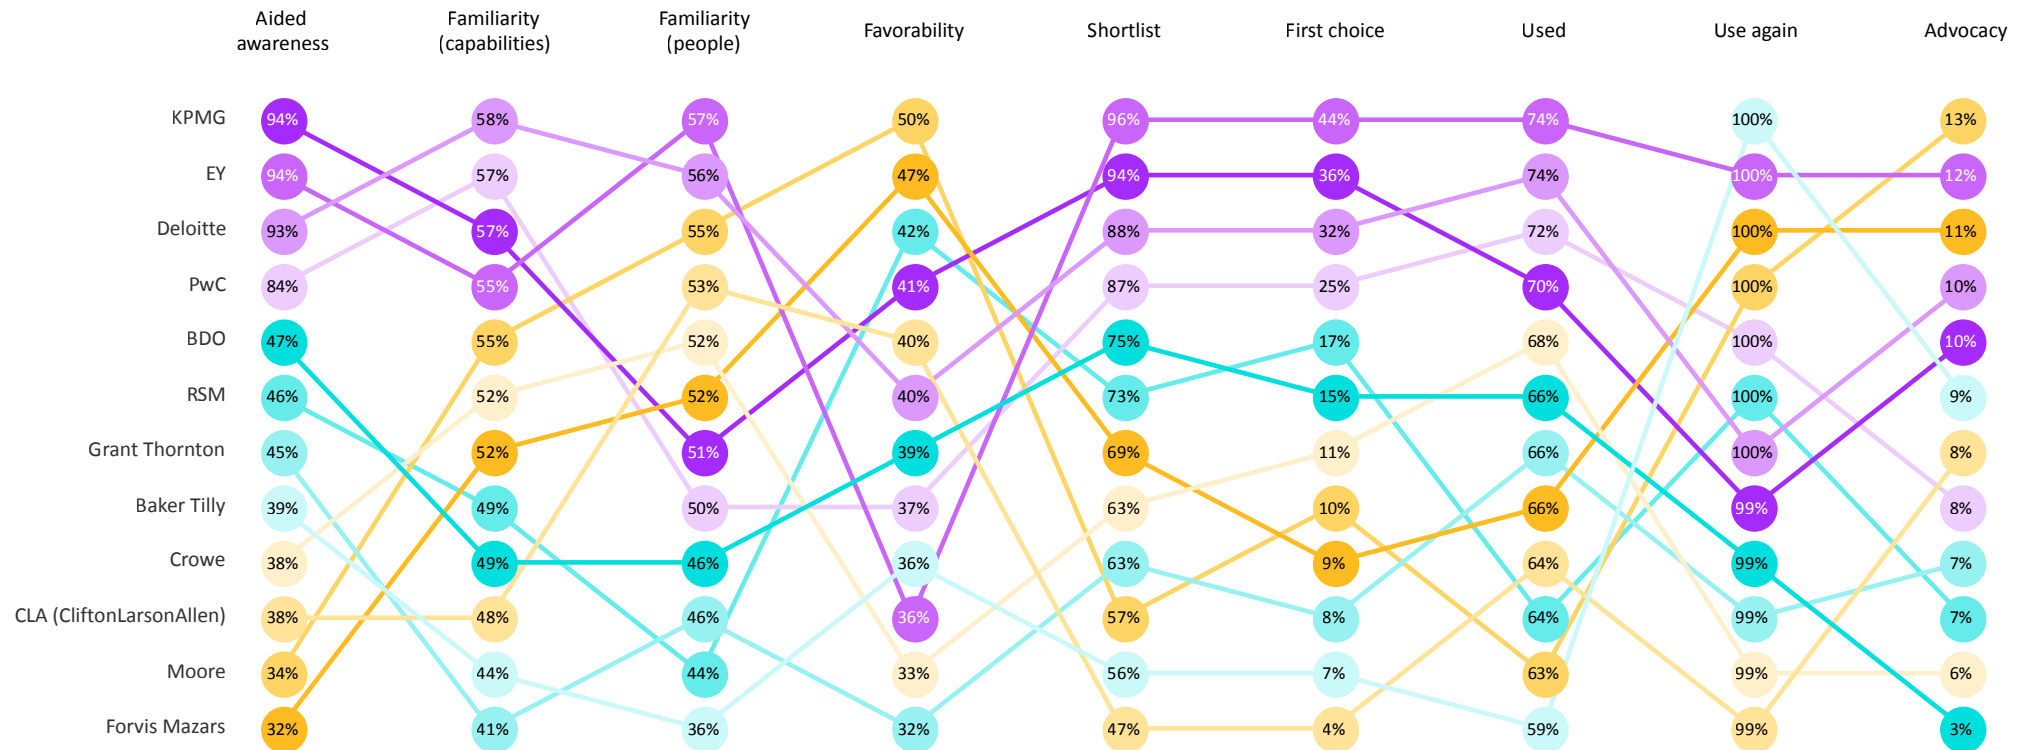 Aided awareness Familiarity (capabilities) Familiarity (people) Favorability Shortlist First choice Used Use again Advocacy
KPMG 94% 58% 57% 50% 96% 44% 74% 100% 13%
EY 94% 57% 56% 47% 94% 36% 74% 100% 12%
Deloitte 93% 57% 55% 42% 88% 32% 72% 100% 11%
PwC 84% 55% 53% 41% 87% 25% 70% 100% 10%
BDO 47% 55% 52% 40% 75% 17% 68% 100% 10%
RSM 46% 52% 52% 40% 73% 15% 66% 100% 9%
Grant Thornton 45% 52% 51% 39% 69% 11% 66% 100% 8%
Baker Tilly 39% 49% 50% 37% 63% 10% 66% 99% 8%
Crowe 38% 49% 46% 36% 63% 9% 64% 99% 7%
CLA (CliftonLarsonAllen) 38% 48% 46% 36% 57% 8% 64% 99% 7%
Moore 34% 44% 44% 33% 56% 7% 63% 99% 6%
Forvis Mazars 32% 41% 36% 32% 47% 4% 59% 99% 3%